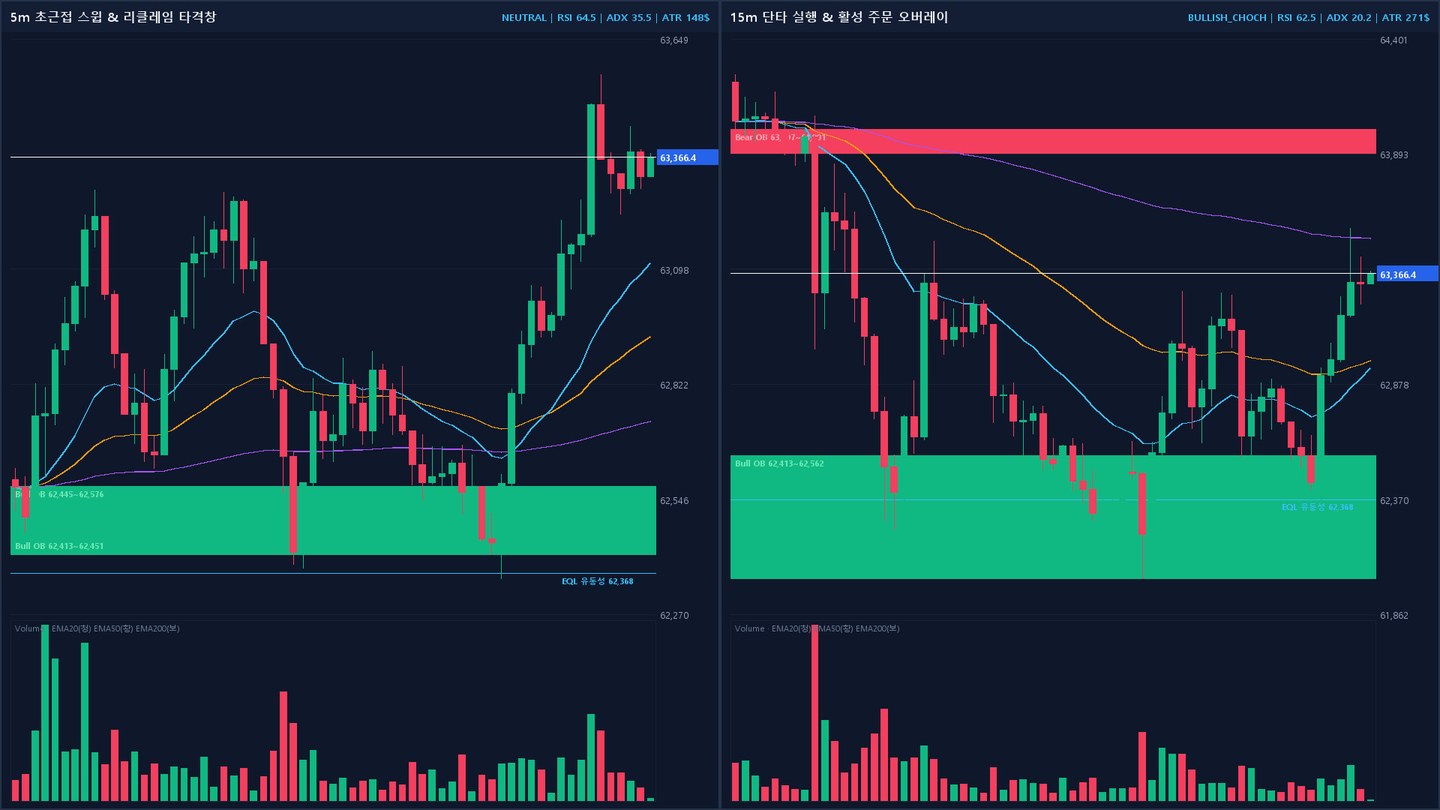 5m 초근접 스윕 & 리클레임 타격창
NEUTRAL | RSI 64.5 | ADX 35.5 | ATR 148$
63,649
63,366.4
63,098
62,822
62,546
62,270
OB 62,445~62,576
Bull OB 62,413~62,451
EQL 유동성 62,368
Volume · EMA20(청) EMA50(황) EMA200(보)
15m 단타 실행 & 활성 주문 오버레이
BULLISH_CHOCH | RSI 62.5 | ADX 20.2 | ATR 271$
64,401
Bear OB 63,
63,893
63,366.4
62,878
Bull OB 62,413~62,562
62,370
EQL 유동성 62,368
61,862
Volume · EMA20(청) EMA50(황) EMA200(보)